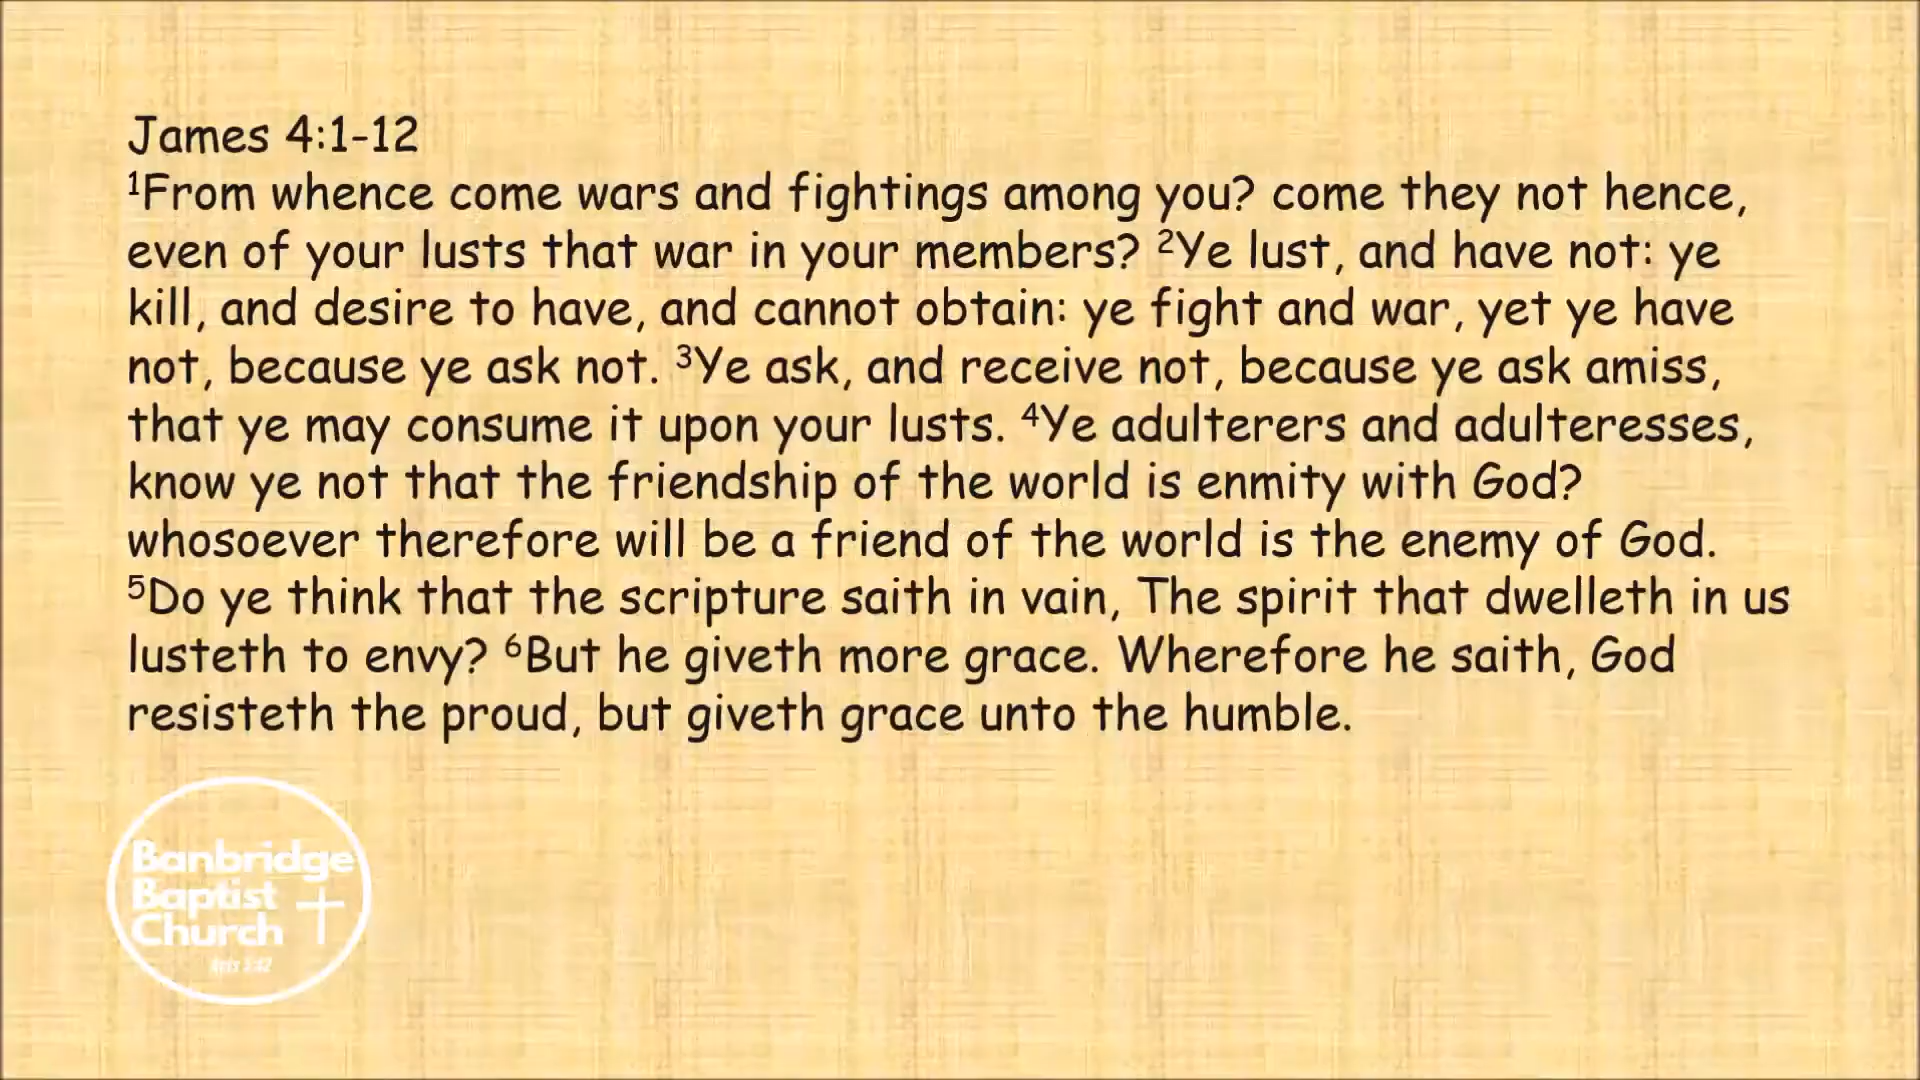 James 4:1-12
¹From whence come wars and fightings among you? come they not hence,
even of your lusts that war in your members? ²Ye lust, and have not: ye
kill, and desire to have, and cannot obtain: ye fight and war, yet ye have
not, because ye ask not. ³Ye ask, and receive not, because ye ask amiss,
that ye may consume it upon your lusts. ⁴Ye adulterers and adulteresses,
know ye not that the friendship of the world is enmity with God?
whosoever therefore will be a friend of the world is the enemy of God.
⁵Do ye think that the scripture saith in vain, The spirit that dwelleth in us
lusteth to envy? ⁶But he giveth more grace. Wherefore he saith, God
resisteth the proud, but giveth grace unto the humble.
Banbridge
Baptist
Church